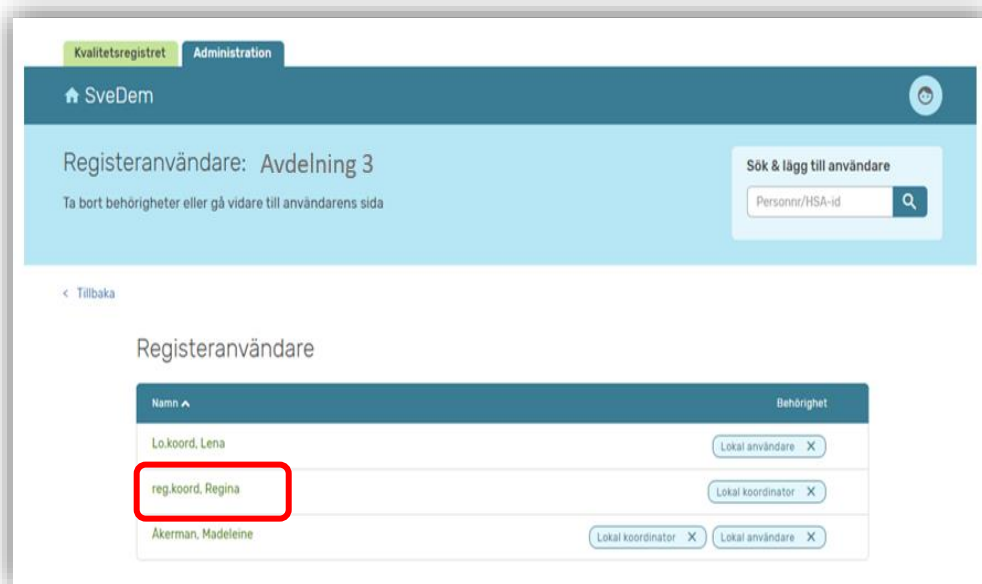 Kvalitetsregistret Administration
SveDem
Registeranvändare: Avdelning 3
Ta bort behörigheter eller gå vidare till användarens sida
Sök & lägg till användare
Personnr/HSA-id
< Tillbaka
Registeranvändare
Namn Behörighet
Lo.koord, Lena Lokal användare X
reg.koord, Regina Lokal koordinator X
Åkerman, Madeleine Lokal koordinator X Lokal användare X